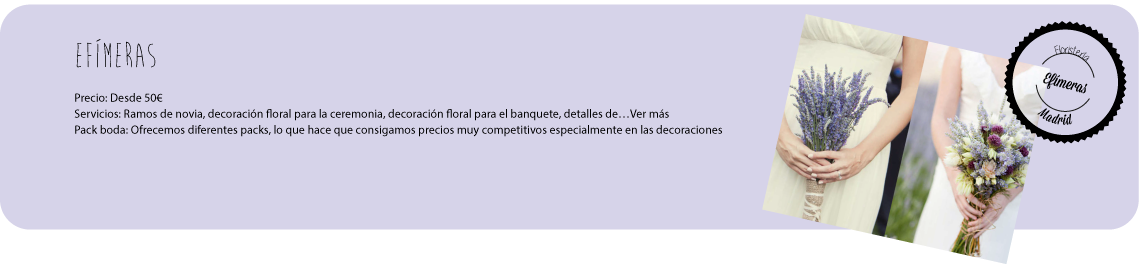 EFÍMERAS
Precio: Desde 50€
Servicios: Ramos de novia, decoración floral para la ceremonia, decoración floral para el banquete, detalles de…Ver más
Pack boda: Ofrecemos diferentes packs, lo que hace que consigamos precios muy competitivos especialmente en las decoraciones
Floristería
Efímeras
Madrid